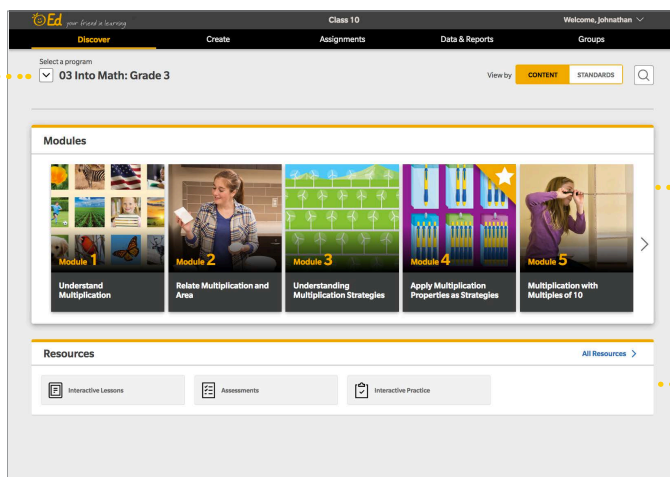 Ed your friend in learning
Class 10
Welcome, Johnathan
Discover
Create
Assignments
Data & Reports
Groups
Select a program
03 Into Math: Grade 3
View by
CONTENT
STANDARDS
Modules
Module 1
Understand
Multiplication
Module 2
Relate Multiplication and
Area
Module 3
Understanding
Multiplication Strategies
Module 4
Apply Multiplication
Properties as Strategies
Module 5
Multiplication with
Multiples of 10
Resources
All Resources
Interactive Lessons
Assessments
Interactive Practice